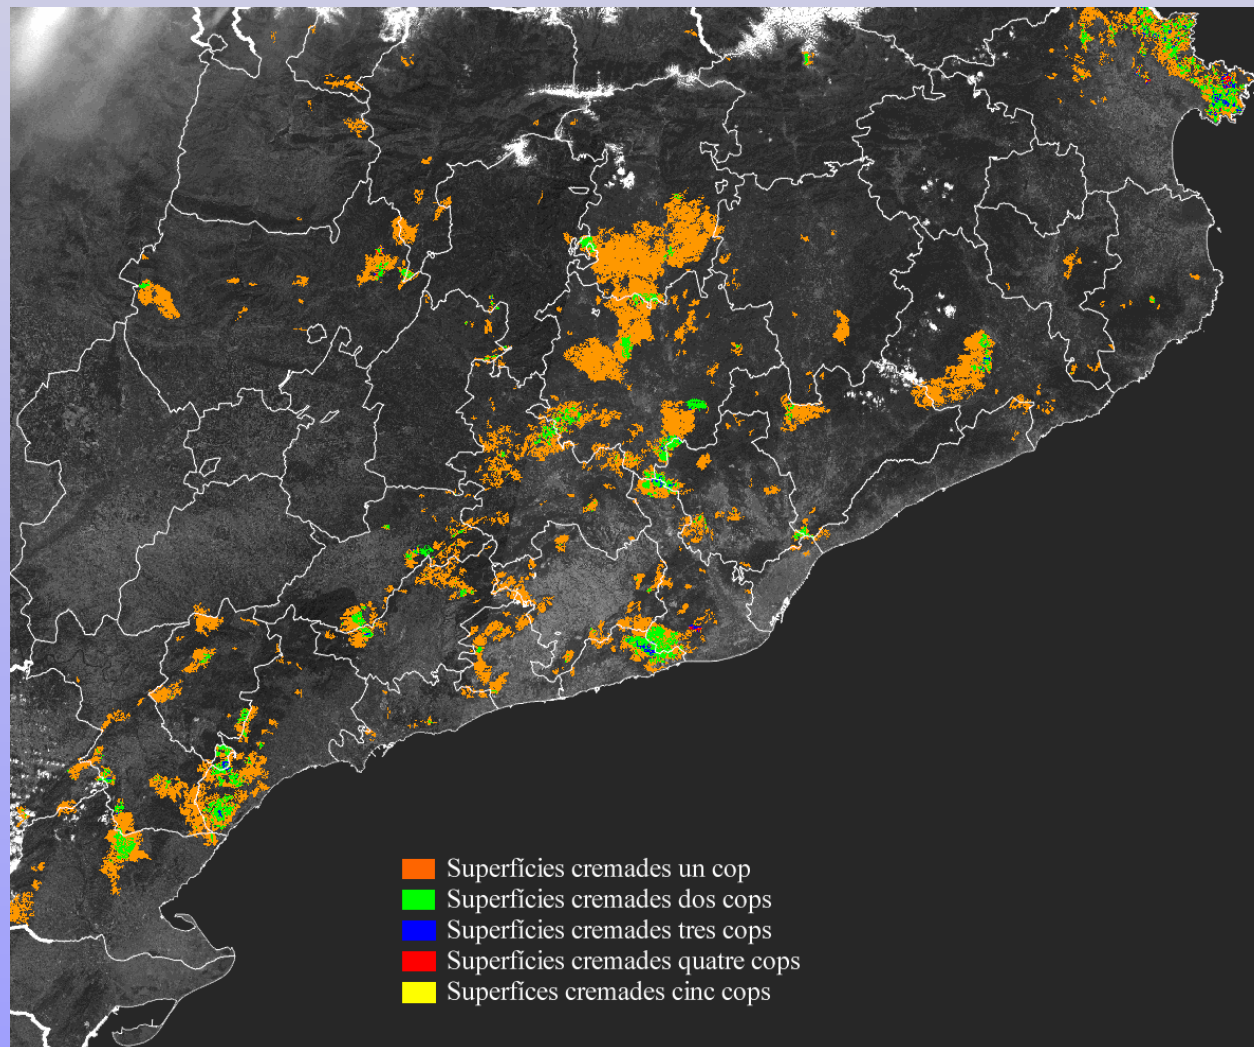 Superfícies cremades un cop
Superfícies cremades dos cops
Superfícies cremades tres cops
Superfícies cremades quatre cops
Superfíces cremades cinc cops